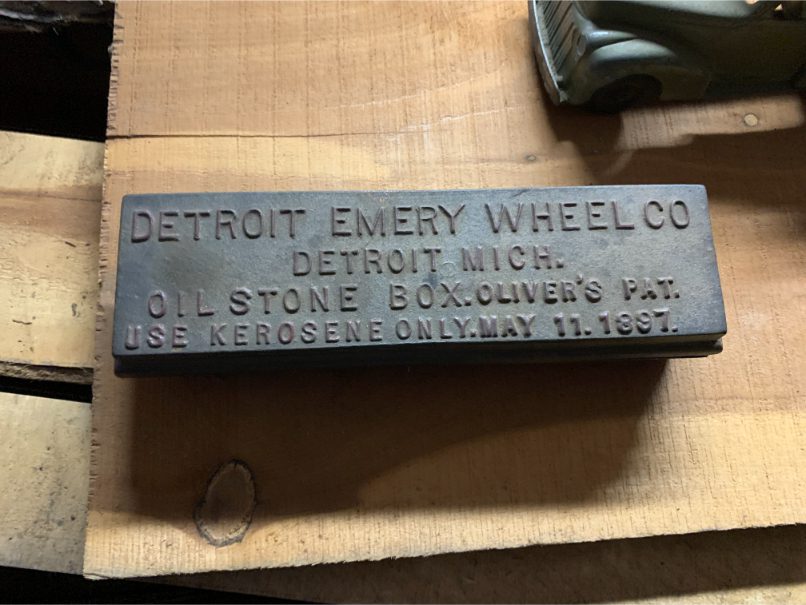 DETROIT EMERY WHEEL CO
DETROIT MICH.
OIL STONE BOX. OLIVER'S PAT.
USE KEROSENE ONLY. MAY 11. 1897.